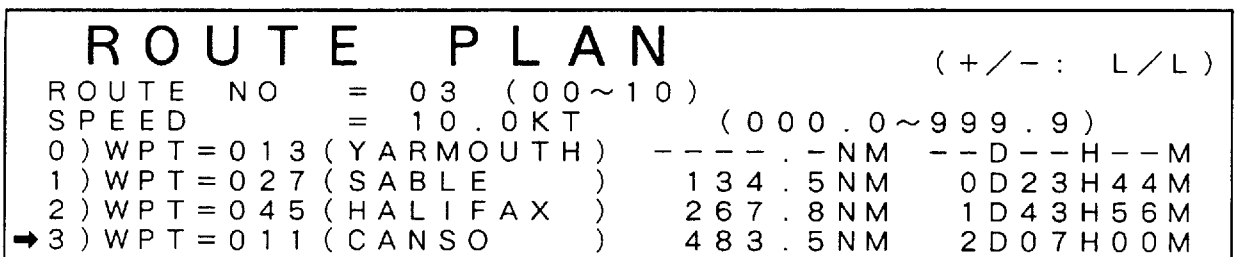 ROUTE PLAN (+/-: L/L)
ROUTE NO = 03 (00~10)
SPEED = 10.0KT (000.0~999.9)
0)WPT=013(YARMOUTH) ----.-NM --D--H--M
1)WPT=027(SABLE ) 134.5NM 0D23H44M
2)WPT=045(HALIFAX ) 267.8NM 1D43H56M
➡3)WPT=011(CANSO ) 483.5NM 2D07H00M